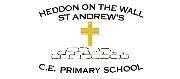 HEDDON ON THE WALL
ST ANDREW'S
C.E. PRIMARY SCHOOL